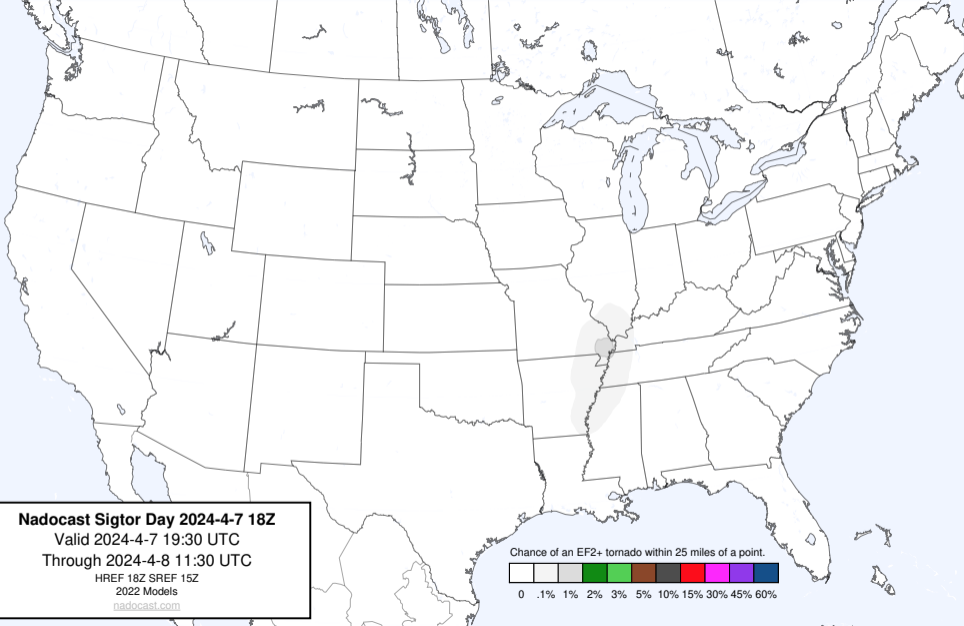 Nadocast Sigtor Day 2024-4-7 18Z
Valid 2024-4-7 19:30 UTC
Through 2024-4-8 11:30 UTC
HREF 18Z SREF 15Z
2022 Models
nadocast.com
Chance of an EF2+ tornado within 25 miles of a point.
0 .1% 1% 2% 3% 5% 10% 15% 30% 45% 60%